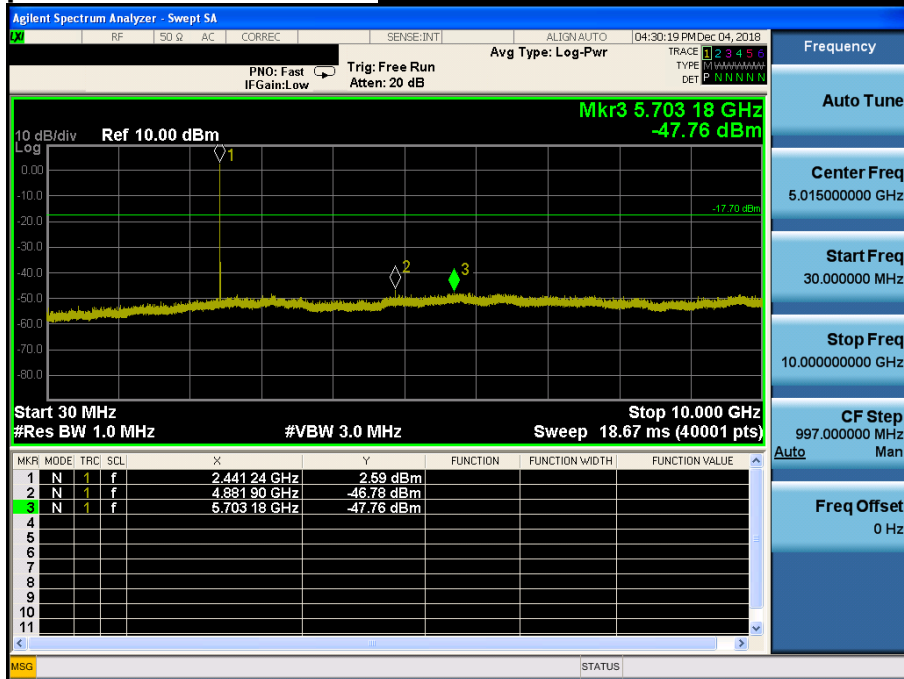 Agilent Spectrum Analyzer - Swept SA
LXI RF 50 Ω AC CORREC SENSE:INT ALIGN AUTO 04:30:19 PM Dec 04, 2018
Frequency
Avg Type: Log-Pwr TRACE 1 2 3 4 5 6
PNO: Fast Trig: Free Run TYPE M WWWWW
IFGain:Low Atten: 20 dB DET P N N N N N
Auto Tune
Mkr3 5.703 18 GHz
10 dB/div Ref 10.00 dBm -47.76 dBm
Log
1
0.00
-10.0
-17.70 dBm
-20.0
-30.0
-40.0
2 3
-50.0
-60.0
-70.0
-80.0
Center Freq
5.015000000 GHz
Start Freq
30.000000 MHz
Stop Freq
10.000000000 GHz
Start 30 MHz Stop 10.000 GHz
#Res BW 1.0 MHz #VBW 3.0 MHz Sweep 18.67 ms (40001 pts)
CF Step
997.000000 MHz
Auto Man
MKR MODE TRC SCL X Y FUNCTION FUNCTION WIDTH FUNCTION VALUE
1 N 1 f 2.441 24 GHz 2.59 dBm
2 N 1 f 4.881 90 GHz -46.78 dBm
3 N 1 f 5.703 18 GHz -47.76 dBm
4
5
6
7
8
9
10
11
Freq Offset
0 Hz
MSG STATUS